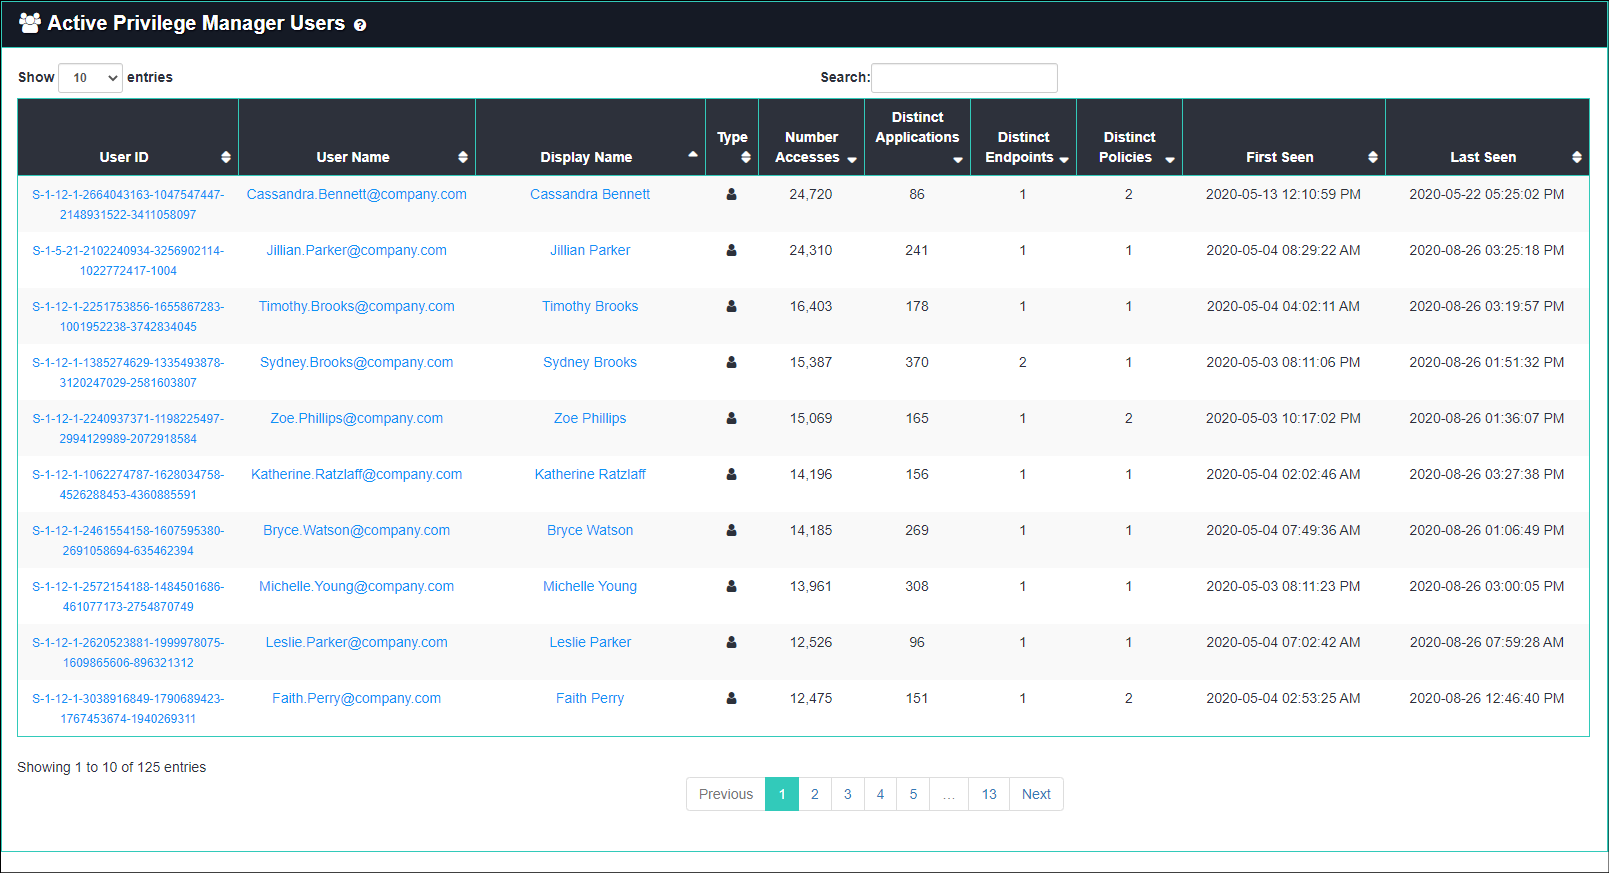 Active Privilege Manager Users ?
Show 10 entries
Search:
User ID
User Name
Display Name
Type
Number
Accesses
Distinct
Applications
Distinct
Endpoints
Distinct
Policies
First Seen
Last Seen
S-1-12-1-2664043163-1047547447-
2148931522-3411058097
Cassandra.Bennett@company.com Cassandra Bennett 24,720 86 1 2 2020-05-13 12:10:59 PM 2020-05-22 05:25:02 PM
S-1-5-21-2102240934-3256902114-
1022772417-1004
Jillian.Parker@company.com Jillian Parker 24,310 241 1 1 2020-05-04 08:29:22 AM 2020-08-26 03:25:18 PM
S-1-12-1-2251753856-1655867283-
1001952238-3742834045
Timothy.Brooks@company.com Timothy Brooks 16,403 178 1 1 2020-05-04 04:02:11 AM 2020-08-26 03:19:57 PM
S-1-12-1-1385274629-1335493878-
3120247029-2581603807
Sydney.Brooks@company.com Sydney Brooks 15,387 370 2 1 2020-05-03 08:11:06 PM 2020-08-26 01:51:32 PM
S-1-12-1-2240937371-1198225497-
2994129989-2072918584
Zoe.Phillips@company.com Zoe Phillips 15,069 165 1 2 2020-05-03 10:17:02 PM 2020-08-26 01:36:07 PM
S-1-12-1-1062274787-1628034758-
4526288453-4360885591
Katherine.Ratzlaff@company.com Katherine Ratzlaff 14,196 156 1 1 2020-05-04 02:02:46 AM 2020-08-26 03:27:38 PM
S-1-12-1-2461554158-1607595380-
2691058694-635462394
Bryce.Watson@company.com Bryce Watson 14,185 269 1 1 2020-05-04 07:49:36 AM 2020-08-26 01:06:49 PM
S-1-12-1-2572154188-1484501686-
461077173-2754870749
Michelle.Young@company.com Michelle Young 13,961 308 1 1 2020-05-03 08:11:23 PM 2020-08-26 03:00:05 PM
S-1-12-1-2620523881-1999978075-
1609865606-896321312
Leslie.Parker@company.com Leslie Parker 12,526 96 1 1 2020-05-04 07:02:42 AM 2020-08-26 07:59:28 AM
S-1-12-1-3038916849-1790689423-
1767453674-1940269311
Faith.Perry@company.com Faith Perry 12,475 151 1 2 2020-05-04 02:53:25 AM 2020-08-26 12:46:40 PM
Showing 1 to 10 of 125 entries
Previous 1 2 3 4 5 ... 13 Next